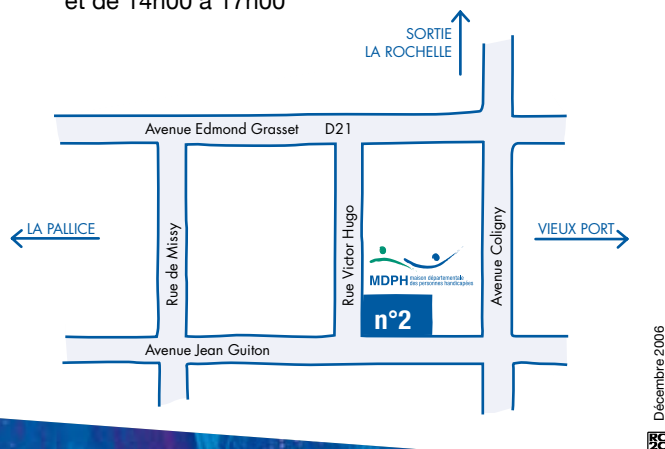 et de 14h00 à 17h00
SORTIE
LA ROCHELLE
Avenue Edmond Grasset D21
LA PALLICE
Rue de Missy
Rue Victor Hugo
Avenue Coligny
VIEUX PORT
MDPH maison départementale
des personnes handicapées
n°2
Avenue Jean Guiton
Décembre 2006